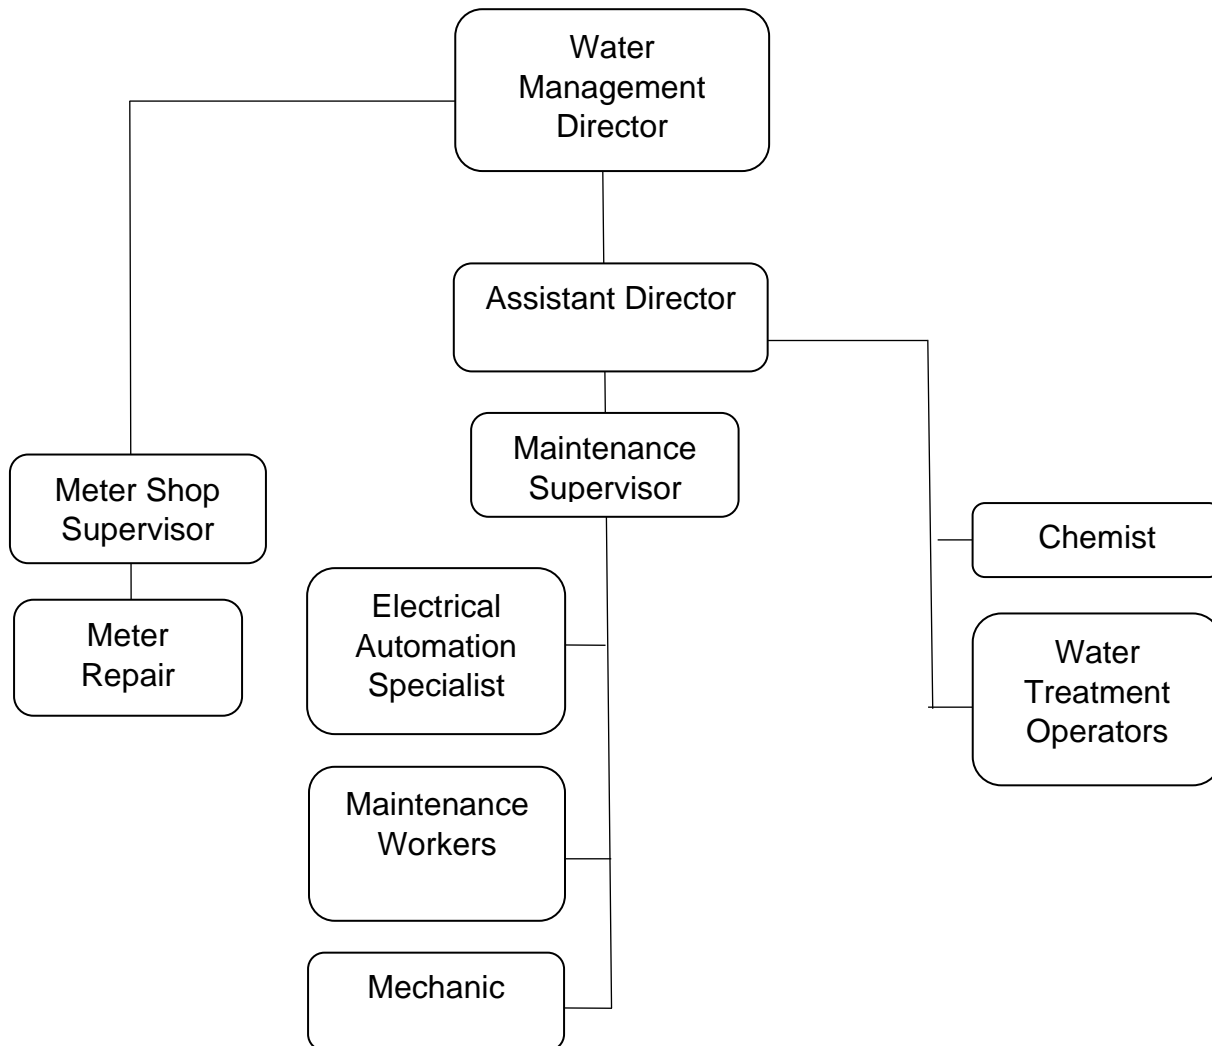 Water
Management
Director
Assistant Director
Maintenance
Supervisor
Meter Shop
Supervisor
Meter
Repair
Electrical
Automation
Specialist
Maintenance
Workers
Mechanic
Chemist
Water
Treatment
Operators